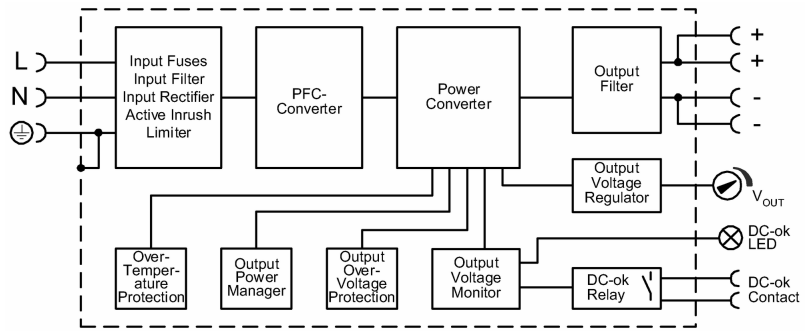 L
N
Input Fuses
Input Filter
Input Rectifier
Active Inrush
Limiter
PFC-
Converter
Power
Converter
Output
Filter
+
+
-
-
Output
Voltage
Regulator
VOUT
Over-
Temper-
ature
Protection
Output
Power
Manager
Output
Over-
Voltage
Protection
Output
Voltage
Monitor
DC-ok
Relay
DC-ok
LED
DC-ok
Contact